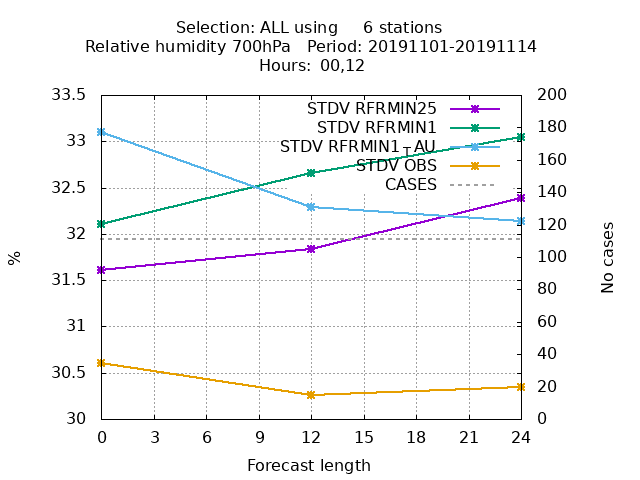 Selection: ALL using     6 stations
Relative humidity 700hPa   Period: 20191101-20191114
Hours: 00,12
33.5
33
32.5
32
31.5
31
30.5
30
%
STDV RFRMIN25
STDV RFRMIN1
STDV RFRMIN1_TAU
STDV OBS
CASES
200
180
160
140
120
100
80
60
40
20
0
No cases
0 3 6 9 12 15 18 21 24
Forecast length